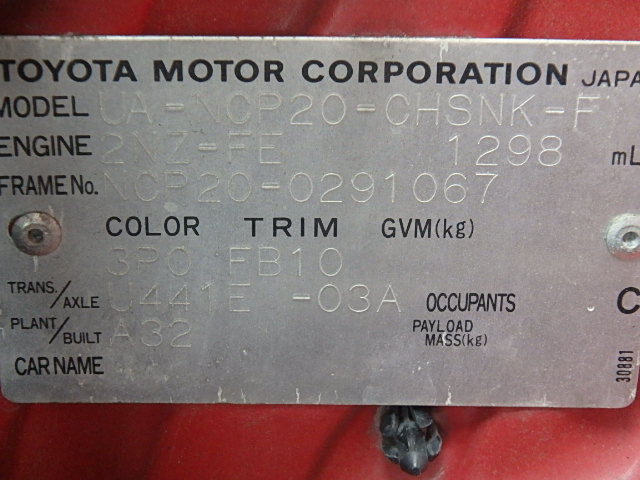 TOYOTA MOTOR CORPORATION JAPA
MODEL UA-NCP20-CHSNK-F
ENGINE 2NZ-FE 1298 mL
FRAME No. NCP20-0291067
COLOR TRIM GVM(kg)
3P0 FB10
TRANS./AXLE U441E -03A OCCUPANTS C
PLANT/BUILT A32 PAYLOAD MASS(kg)
CAR NAME
30881